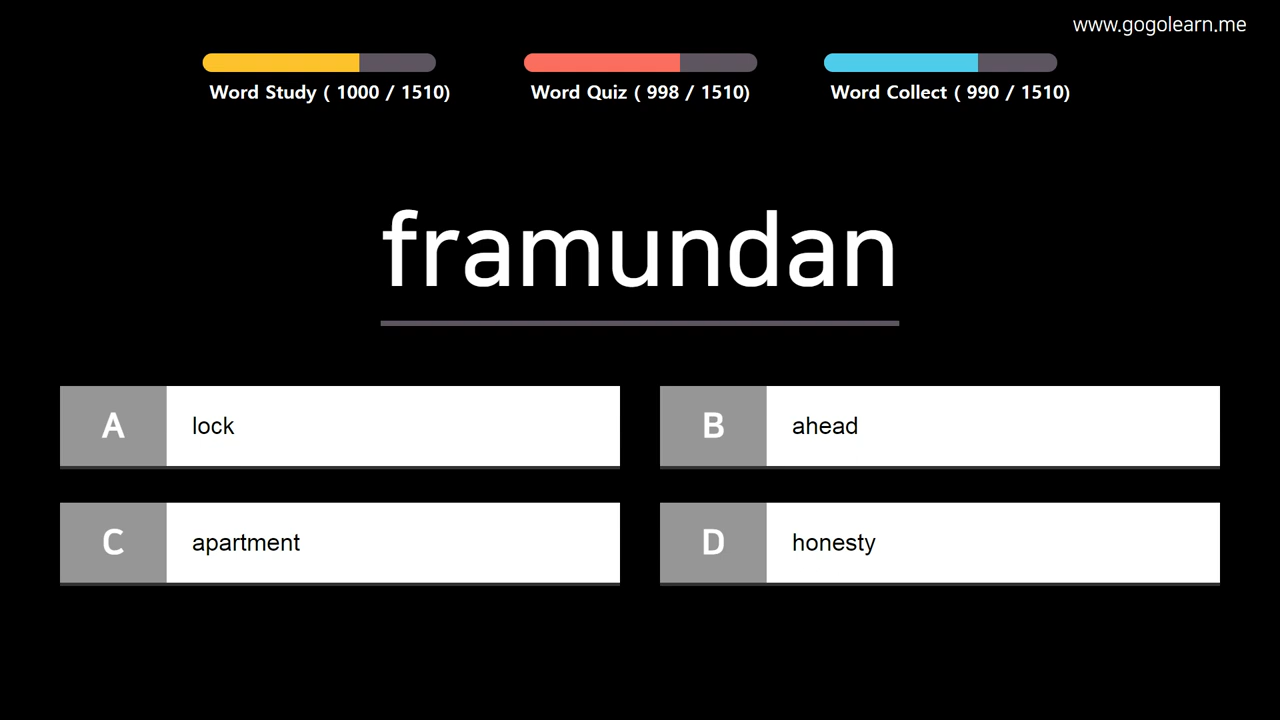 www.gogolearn.me
Word Study ( 1000 / 1510)
Word Quiz ( 998 / 1510)
Word Collect ( 990 / 1510)
framundan
A lock
B ahead
C apartment
D honesty